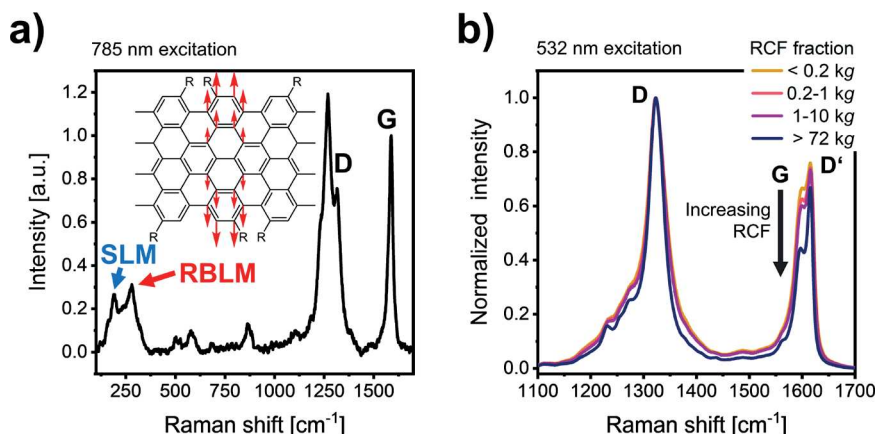 a)
785 nm excitation
Intensity [a.u.]
1.2
1.0
0.8
0.6
0.4
0.2
0.0
R
R
R
R
SLM
RBLM
D
G
250
500
750
1000
1250
1500
Raman shift [cm⁻¹]
b)
532 nm excitation
RCF fraction
< 0.2 kg
0.2-1 kg
1-10 kg
> 72 kg
Normalized intensity
1.0
0.8
0.6
0.4
0.2
0.0
D
G
D‘
Increasing
RCF
1100
1200
1300
1400
1500
1600
1700
Raman shift [cm⁻¹]